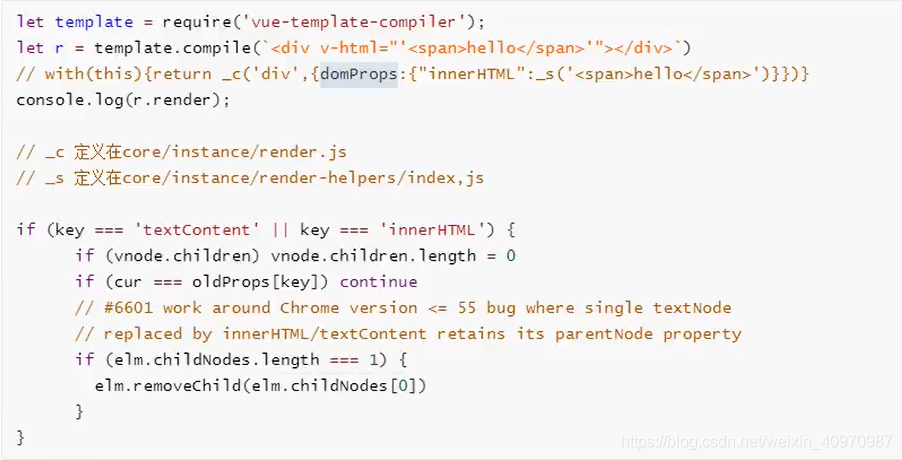 let template = require('vue-template-compiler');
let r = template.compile(`<div v-html="'<span>hello</span>'"></div>`)
// with(this){return _c('div',{domProps:{"innerHTML":_s('<span>hello</span>')}})}
console.log(r.render);
// _c 定义在core/instance/render.js
// _s 定义在core/instance/render-helpers/index,js
if (key === 'textContent' || key === 'innerHTML') {
if (vnode.children) vnode.children.length = 0
if (cur === oldProps[key]) continue
// #6601 work around Chrome version <= 55 bug where single textNode
// replaced by innerHTML/textContent retains its parentNode property
if (elm.childNodes.length === 1) {
elm.removeChild(elm.childNodes[0])
}
}
https://blog.csdn.net/weixin_40970987